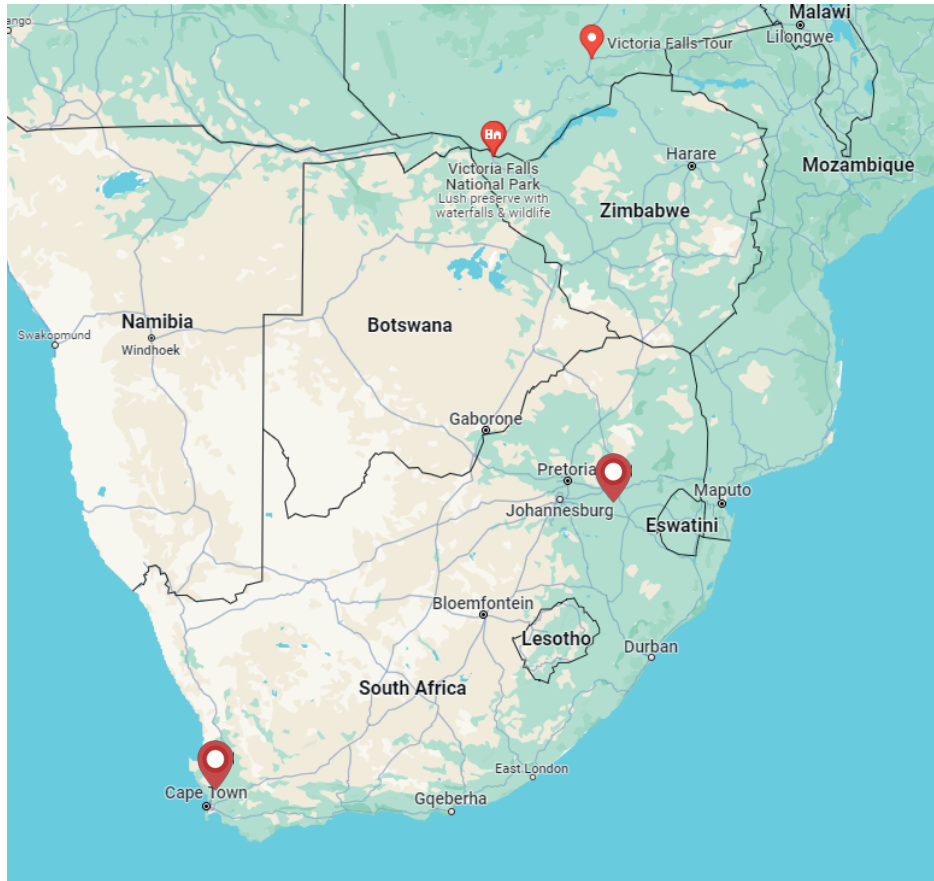 ango
Malawi
Lilongwe
Victoria Falls Tour
Victoria Falls
National Park
Lush preserve with
waterfalls & wildlife
Harare
Mozambique
Zimbabwe
Namibia
Botswana
Swakopmund
Windhoek
Gaborone
Pretoria
Johannesburg
Maputo
Eswatini
Bloemfontein
Lesotho
Durban
South Africa
East London
Cape Town
Gqeberha